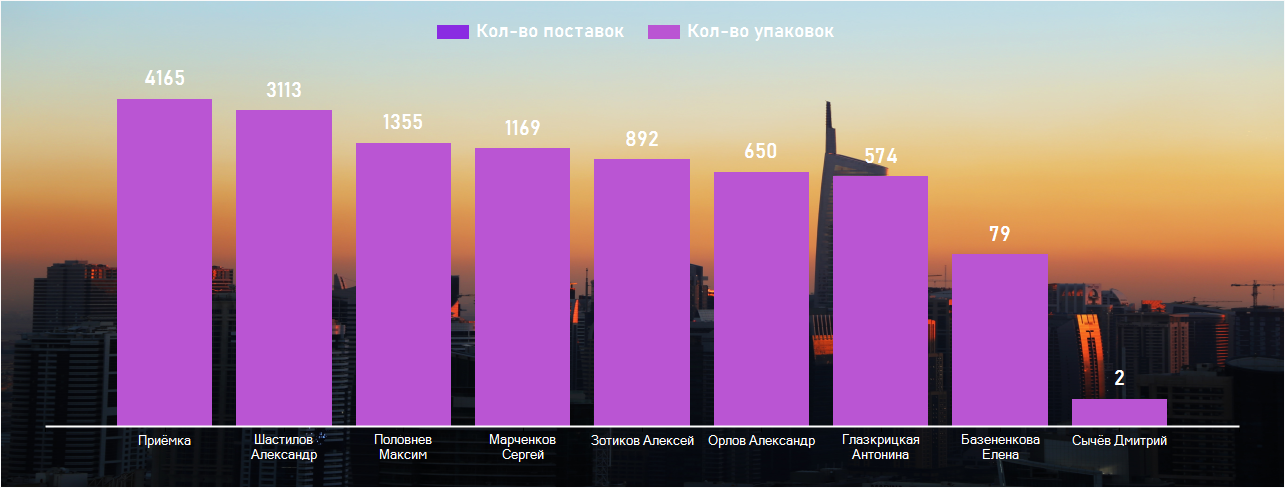 Кол-во поставок Кол-во упаковок
4165
3113
1355
1169
892
650
574
79
2
Приёмка
Шастилов
Александр
Половнев
Максим
Марченков
Сергей
Зотиков Алексей
Орлов Александр
Глазкрицкая
Антонина
Базененкова
Елена
Сычёв Дмитрий